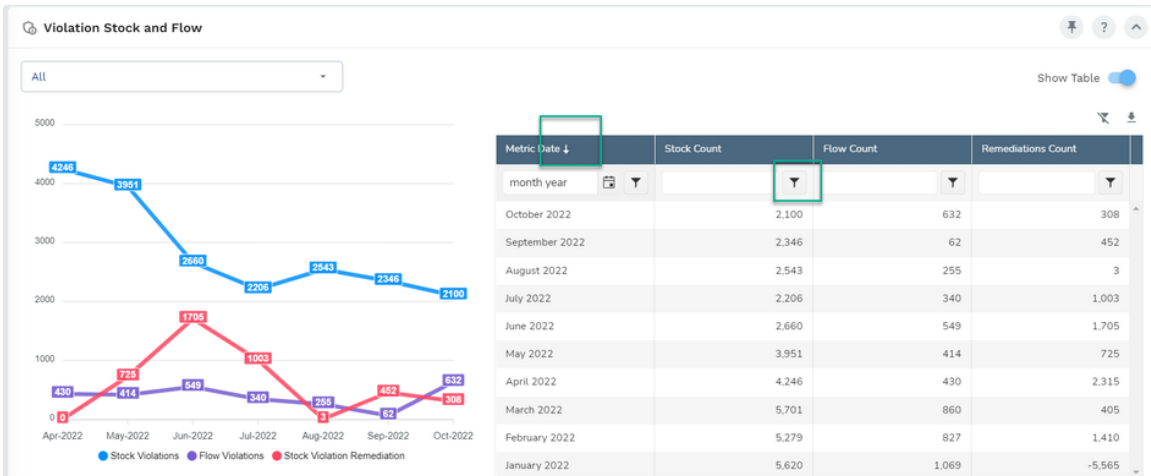 Violation Stock and Flow
?
All
Show Table
5000
4000
3000
2000
1000
0
4246
3951
2660
2206
2543
2346
2100
1705
725
1003
430
414
549
340
255
632
452
308
62
0
3
Apr-2022 May-2022 Jun-2022 Jul-2022 Aug-2022 Sep-2022 Oct-2022
Stock Violations Flow Violations Stock Violation Remediation
Metric Date ↓ Stock Count Flow Count Remediations Count
month year
October 2022 2,100 632 308
September 2022 2,346 62 452
August 2022 2,543 255 3
July 2022 2,206 340 1,003
June 2022 2,660 549 1,705
May 2022 3,951 414 725
April 2022 4,246 430 2,315
March 2022 5,701 860 405
February 2022 5,279 827 1,410
January 2022 5,620 1,069 -5,565